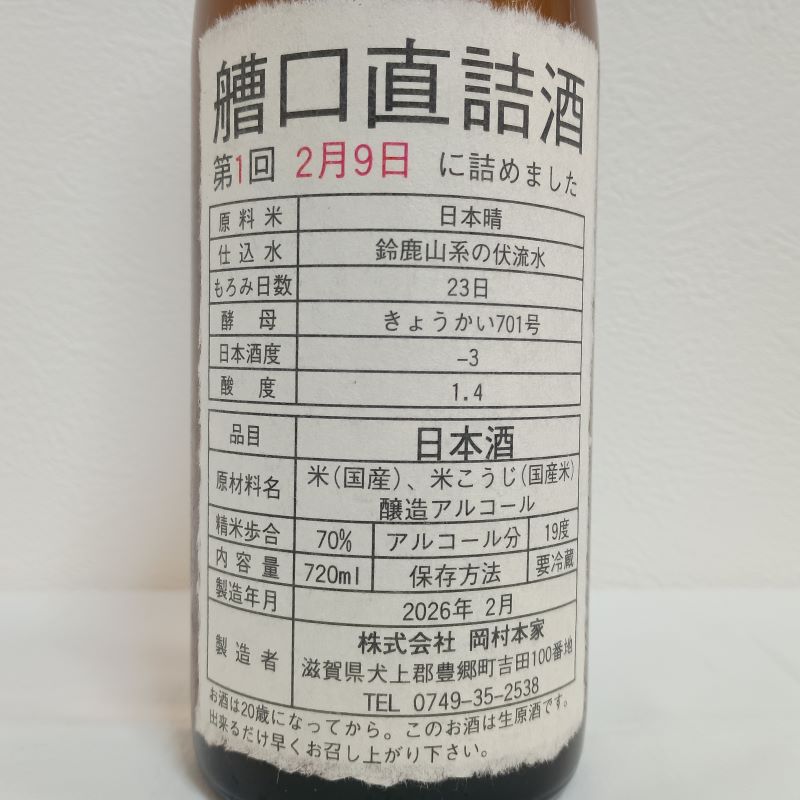 艚口直詰酒
第1回 2月9日 に詰めました
原料米 日本晴
仕込水 鈴鹿山系の伏流水
もろみ日数 23日
酵母 きょうかい701号
日本酒度 −3
酸度 1.4
品目 日本酒
原材料名 米(国産)、米こうじ(国産米)
醸造アルコール
精米歩合 70% アルコール分 19度
内容量 720ml 保存方法 要冷蔵
製造年月 2026年 2月
製造者 株式会社 岡村本家
滋賀県犬上郡豊郷町吉田100番地
TEL 0749-35-2538
お酒は20歳になってから。このお酒は生原酒です。
出来るだけ早くお召し上がり下さい。